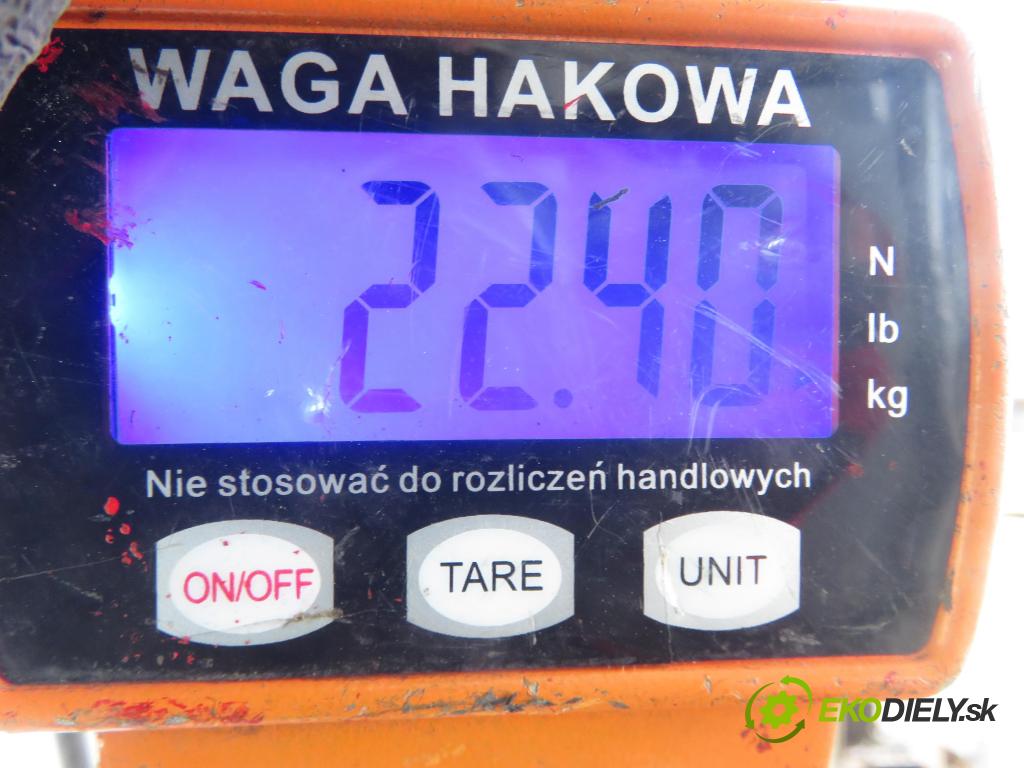 WAGA HAKOWA
22.40
N
lb
kg
Nie stosować do rozliczeń handlowych
ON/OFF TARE UNIT
EKODIELY.sk